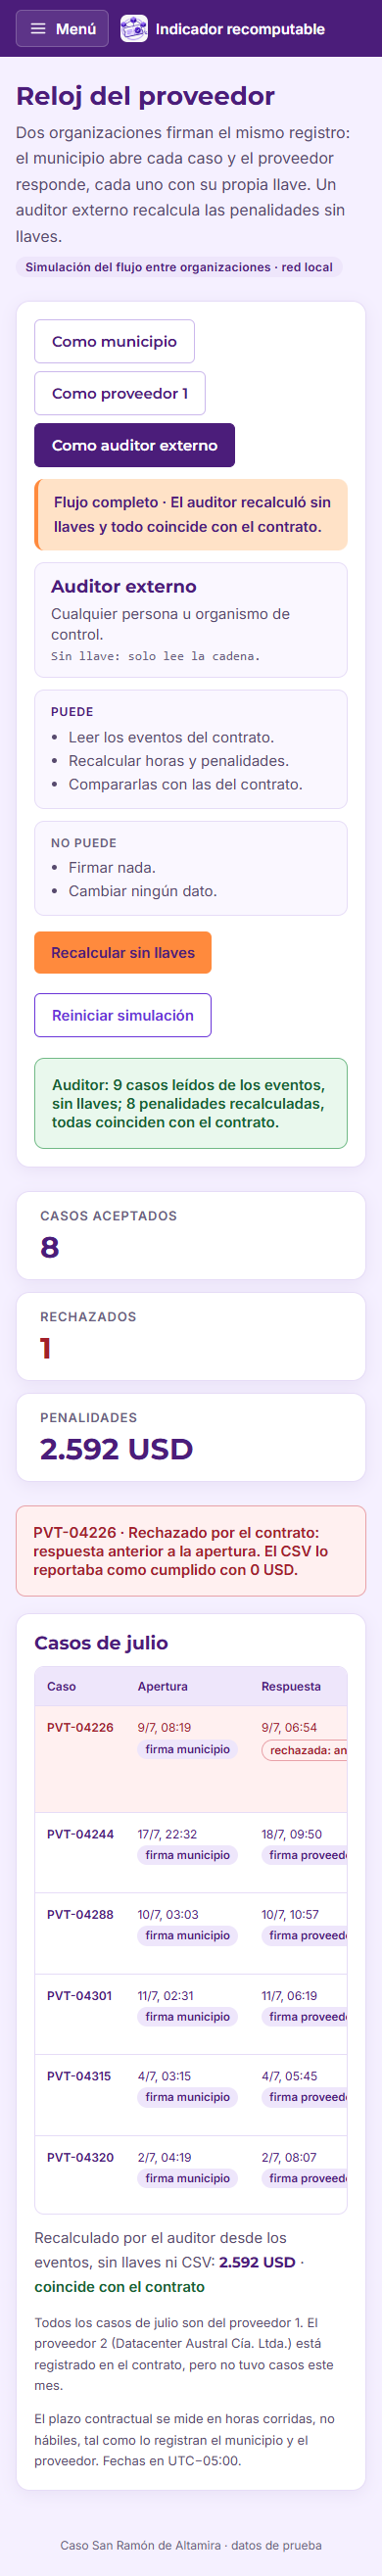 Menú
Indicador recomputable
Reloj del proveedor
Dos organizaciones firman el mismo registro:
el municipio abre cada caso y el proveedor
responde, cada uno con su propia llave. Un
auditor externo recalcula las penalidades sin
llaves.
Simulación del flujo entre organizaciones · red local
Como municipio
Como proveedor 1
Como auditor externo
Flujo completo · El auditor recalculó sin
llaves y todo coincide con el contrato.
Auditor externo
Cualquier persona u organismo de
control.
Sin llave: solo lee la cadena.
PUEDE
• Leer los eventos del contrato.
• Recalcular horas y penalidades.
• Compararlas con las del contrato.
NO PUEDE
• Firmar nada.
• Cambiar ningún dato.
Recalcular sin llaves
Reiniciar simulación
Auditor: 9 casos leídos de los eventos,
sin llaves; 8 penalidades recalculadas,
todas coinciden con el contrato.
CASOS ACEPTADOS
8
RECHAZADOS
1
PENALIDADES
2.592 USD
PVT-04226 · Rechazado por el contrato:
respuesta anterior a la apertura. El CSV lo
reportaba como cumplido con 0 USD.
Casos de julio
Caso Apertura Respuesta
PVT-04226 9/7, 08:19 9/7, 06:54
firma municipio rechazada: an
PVT-04244 17/7, 22:32 18/7, 09:50
firma municipio firma proveed
PVT-04288 10/7, 03:03 10/7, 10:57
firma municipio firma proveed
PVT-04301 11/7, 02:31 11/7, 06:19
firma municipio firma proveed
PVT-04315 4/7, 03:15 4/7, 05:45
firma municipio firma proveed
PVT-04320 2/7, 04:19 2/7, 08:07
firma municipio firma proveed
Recalculado por el auditor desde los
eventos, sin llaves ni CSV: 2.592 USD ·
coincide con el contrato
Todos los casos de julio son del proveedor 1. El
proveedor 2 (Datacenter Austral Cía. Ltda.) está
registrado en el contrato, pero no tuvo casos este
mes.
El plazo contractual se mide en horas corridas, no
hábiles, tal como lo registran el municipio y el
proveedor. Fechas en UTC−05:00.
Caso San Ramón de Altamira · datos de prueba